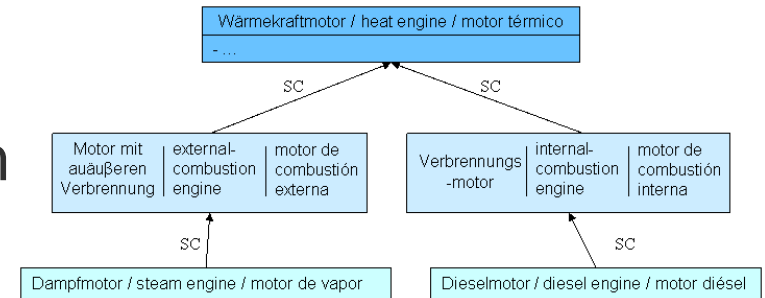 Wärmekraftmotor / heat engine / motor térmico
- ...
SC
SC
Motor mit
auäußeren
Verbrennung
external-
combustion
engine
motor de
combustión
externa
Verbrennungs
-motor
internal-
combustion
engine
motor de
combustión
interna
n
SC
SC
Dampfmotor / steam engine / motor de vapor
Dieselmotor / diesel engine / motor diésel